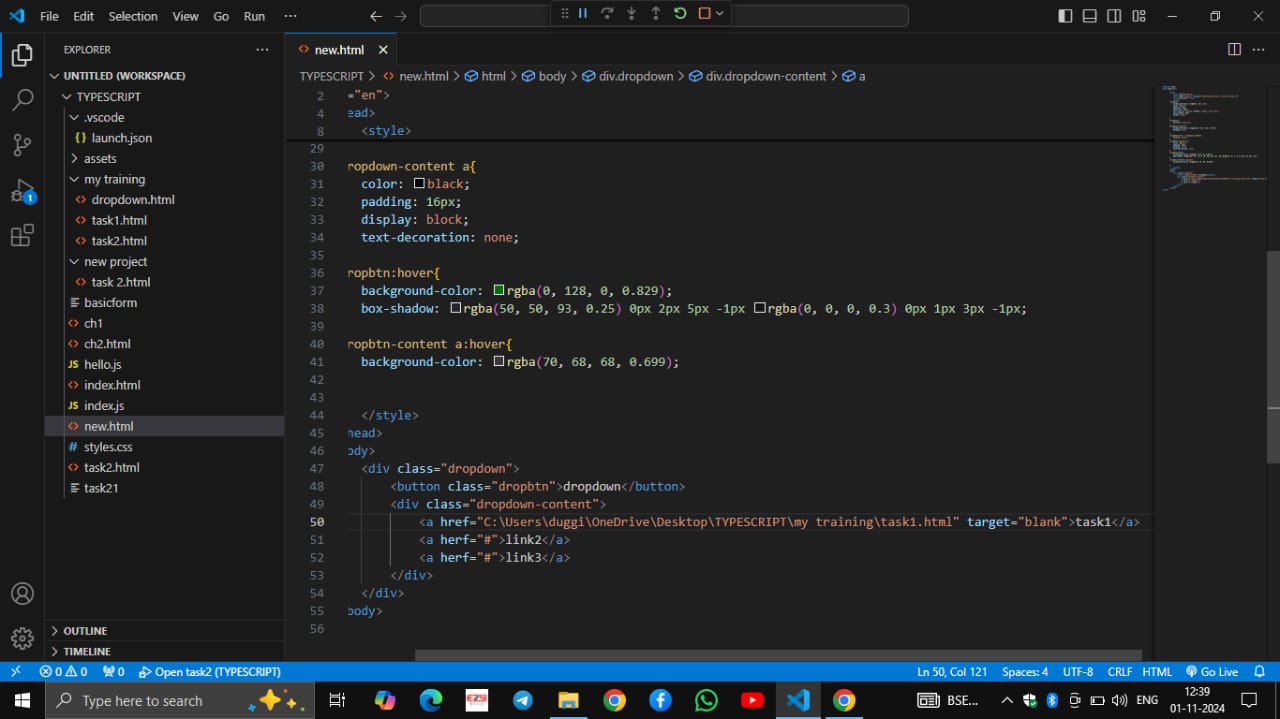 File Edit Selection View Go Run ···
EXPLORER ···
UNTITLED (WORKSPACE)
TYPESCRIPT
.vscode
{} launch.json
assets
my training
<> dropdown.html
<> task1.html
<> task2.html
new project
<> task 2.html
basicform
<> ch1
<> ch2.html
JS hello.js
<> index.html
JS index.js
<> new.html
# styles.css
<> task2.html
task21
OUTLINE
TIMELINE
1
<> new.html ×
TYPESCRIPT > <> new.html > html > body > div.dropdown > div.dropdown-content > a
2 ="en">
4 ead>
8 <style>
29
30 ropdown-content a{
31 color: black;
32 padding: 16px;
33 display: block;
34 text-decoration: none;
35
36 ropbtn:hover{
37 background-color: rgba(0, 128, 0, 0.829);
38 box-shadow: rgba(50, 50, 93, 0.25) 0px 2px 5px -1px rgba(0, 0, 0, 0.3) 0px 1px 3px -1px;
39
40 ropbtn-content a:hover{
41 background-color: rgba(70, 68, 68, 0.699);
42
43
44 </style>
45 head>
46 ody>
47 <div class="dropdown">
48 <button class="dropbtn">dropdown</button>
49 <div class="dropdown-content">
50 <a href="C:\Users\duggi\OneDrive\Desktop\TYPESCRIPT\my training\task1.html" target="blank">task1</a>
51 <a herf="#">link2</a>
52 <a herf="#">link3</a>
53 </div>
54 </div>
55 body>
56
0 0 0 Open task2 (TYPESCRIPT) Ln 50, Col 121 Spaces: 4 UTF-8 CRLF HTML Go Live
Type here to search EZY BSE... ENG 12:39
01-11-2024